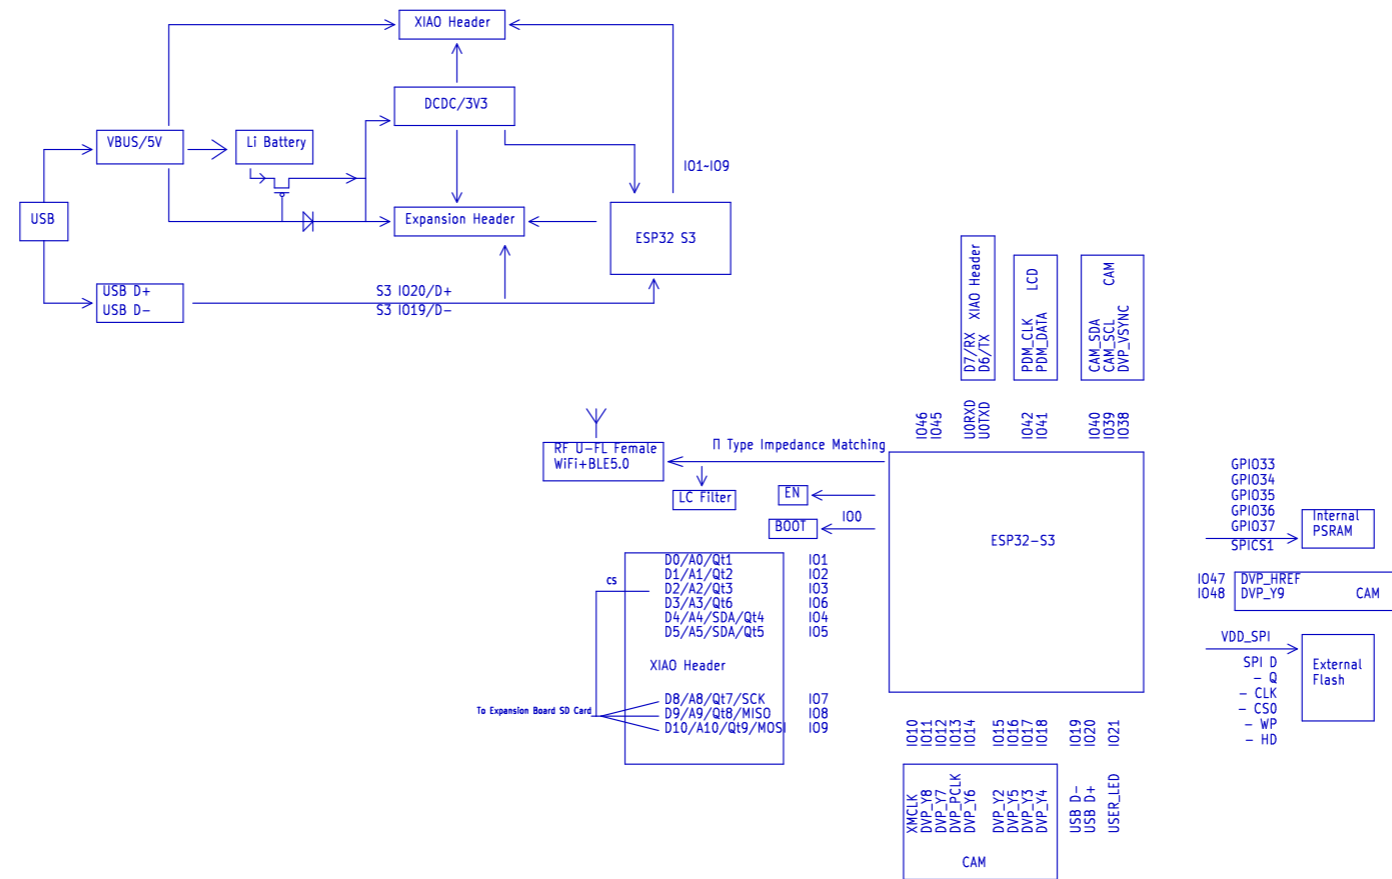 XIAO Header
DCDC/3V3
VBUS/5V
Li Battery
IO1~IO9
USB
Expansion Header
ESP32 S3
USB D+
USB D-
S3 IO20/D+
S3 IO19/D-
D7/RX XIAO Header
D6/TX
PDM_CLK LCD
PDM_DATA
CAM_SDA CAM
CAM_SCL
DVP_VSYNC
IO46
IO45
U0RXD
U0TXD
IO42
IO41
IO40
IO39
IO38
RF U-FL Female
WiFi+BLE5.0
Π Type Impedance Matching
LC Filter
EN
BOOT
IO0
ESP32-S3
GPIO33
GPIO34
GPIO35
GPIO36
GPIO37
SPICS1
Internal
PSRAM
IO47 DVP_HREF
IO48 DVP_Y9 CAM
VDD_SPI
SPI D
- Q
- CLK
- CS0
- WP
- HD
External
Flash
cs
D0/A0/Qt1 IO1
D1/A1/Qt2 IO2
D2/A2/Qt3 IO3
D3/A3/Qt6 IO6
D4/A4/SDA/Qt4 IO4
D5/A5/SDA/Qt5 IO5
XIAO Header
To Expansion Board SD Card
D8/A8/Qt7/SCK IO7
D9/A9/Qt8/MISO IO8
D10/A10/Qt9/MOSI IO9
IO10
IO11
IO12
IO13
IO14
IO15
IO16
IO17
IO18
IO19
IO20
IO21
XMCLK
DVP_Y8
DVP_Y7
DVP_PCLK
DVP_Y6
DVP_Y2
DVP_Y5
DVP_Y3
DVP_Y4
USB D-
USB D+
USER_LED
CAM